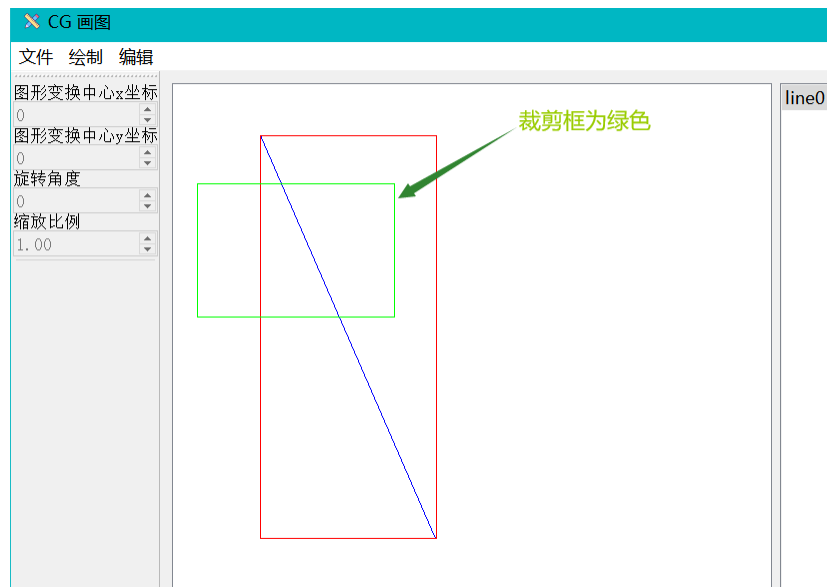 CG 画图
文件 绘制 编辑
图形变换中心x坐标
0
图形变换中心y坐标
0
旋转角度
0
缩放比例
1.00
裁剪框为绿色
line0